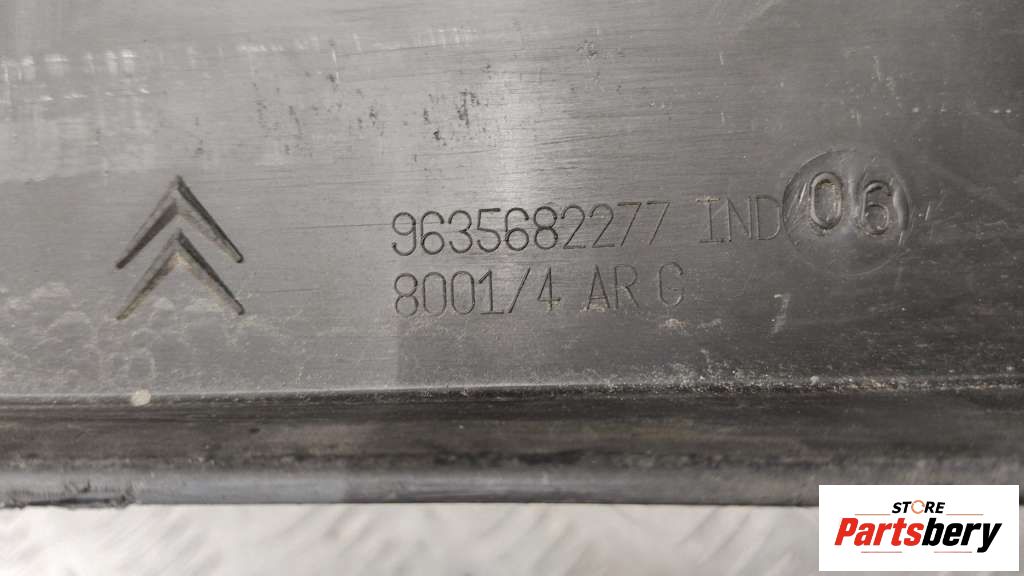 9635682277 IND 06
8001/4 AR G
STORE
Partsbery